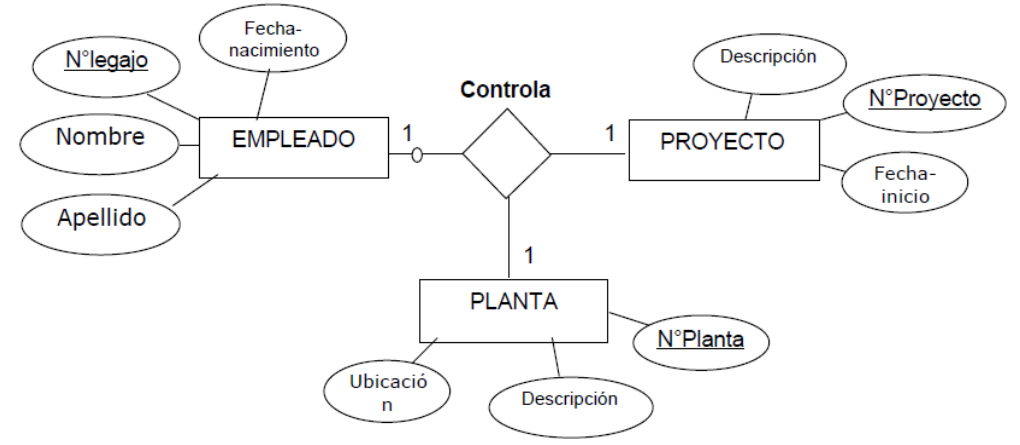 Fecha-
nacimiento
N°legajo
Nombre
Apellido
EMPLEADO
1
Controla
1
PROYECTO
Descripción
N°Proyecto
Fecha-
inicio
1
PLANTA
N°Planta
Ubicació
n
Descripción